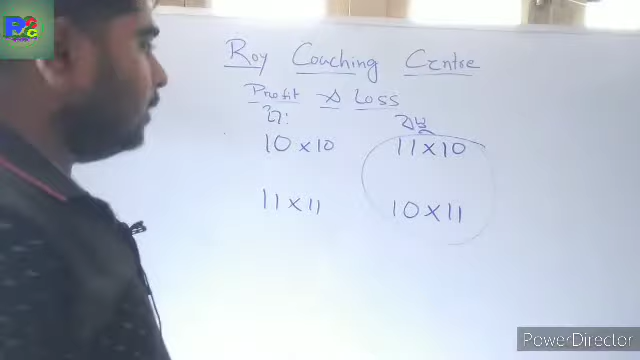 Roy Coaching Centre
Profit & Loss
10 x 10 11 x 10
11 x 11 10 x 11
PowerDirector